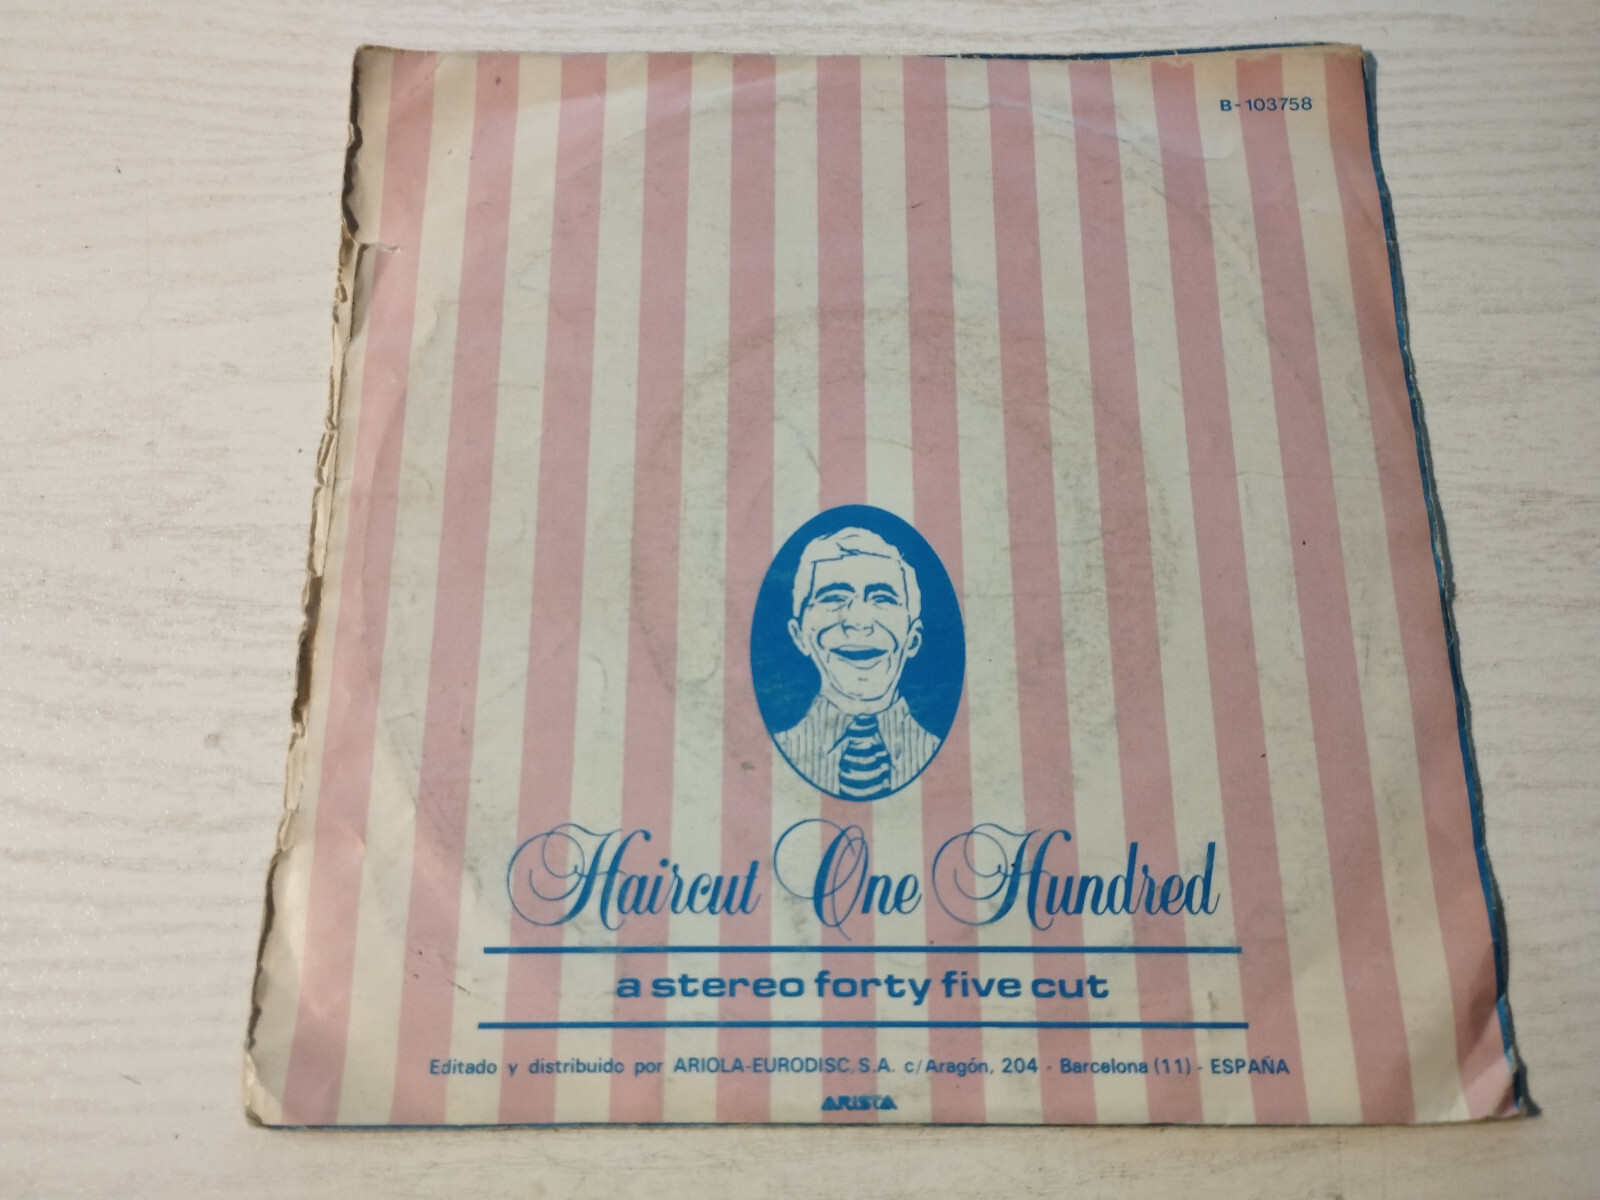 B-103758
Haircut One Hundred
a stereo forty five cut
Editado y distribuido por ARIOLA-EURODISC, S.A. c/Aragón, 204 - Barcelona (11) - ESPAÑA
ARISTA